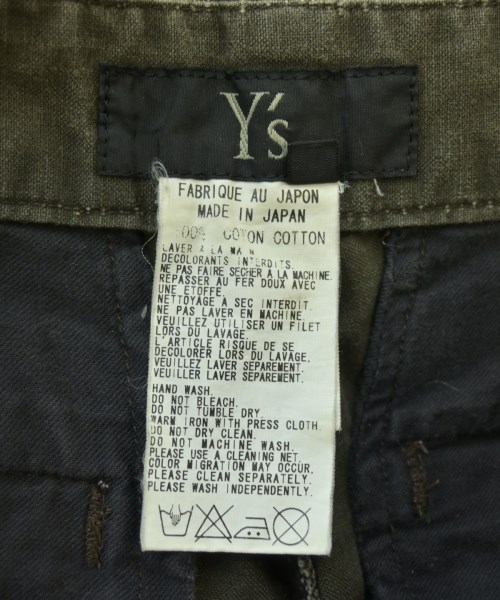 Y's
FABRIQUE AU JAPON
MADE IN JAPAN
100% COTON COTTON
LAVER A LA MAIN
DECOLORANTS INTERDITS.
NE PAS FAIRE SECHER A LA MACHINE.
REPASSER AU FER DOUX AVEC
UNE ETOFFE.
NETTOYAGE A SEC INTERDIT.
NE PAS LAVER EN MACHINE.
VEUILLEZ UTILISER UN FILET
LORS DU LAVAGE.
L'ARTICLE RISQUE DE SE
DECOLORER LORS DU LAVAGE.
VEUILLEZ LAVER SEPAREMENT.
VEUILLER LAVER SEPAREMENT.
HAND WASH.
DO NOT BLEACH.
DO NOT TUMBLE DRY.
WARM IRON WITH PRESS CLOTH.
DO NOT DRY CLEAN.
DO NOT MACHINE WASH.
PLEASE USE A CLEANING NET.
COLOR MIGRATION MAY OCCUR.
PLEASE CLEAN SEPARATELY.
PLEASE WASH INDEPENDENTLY.